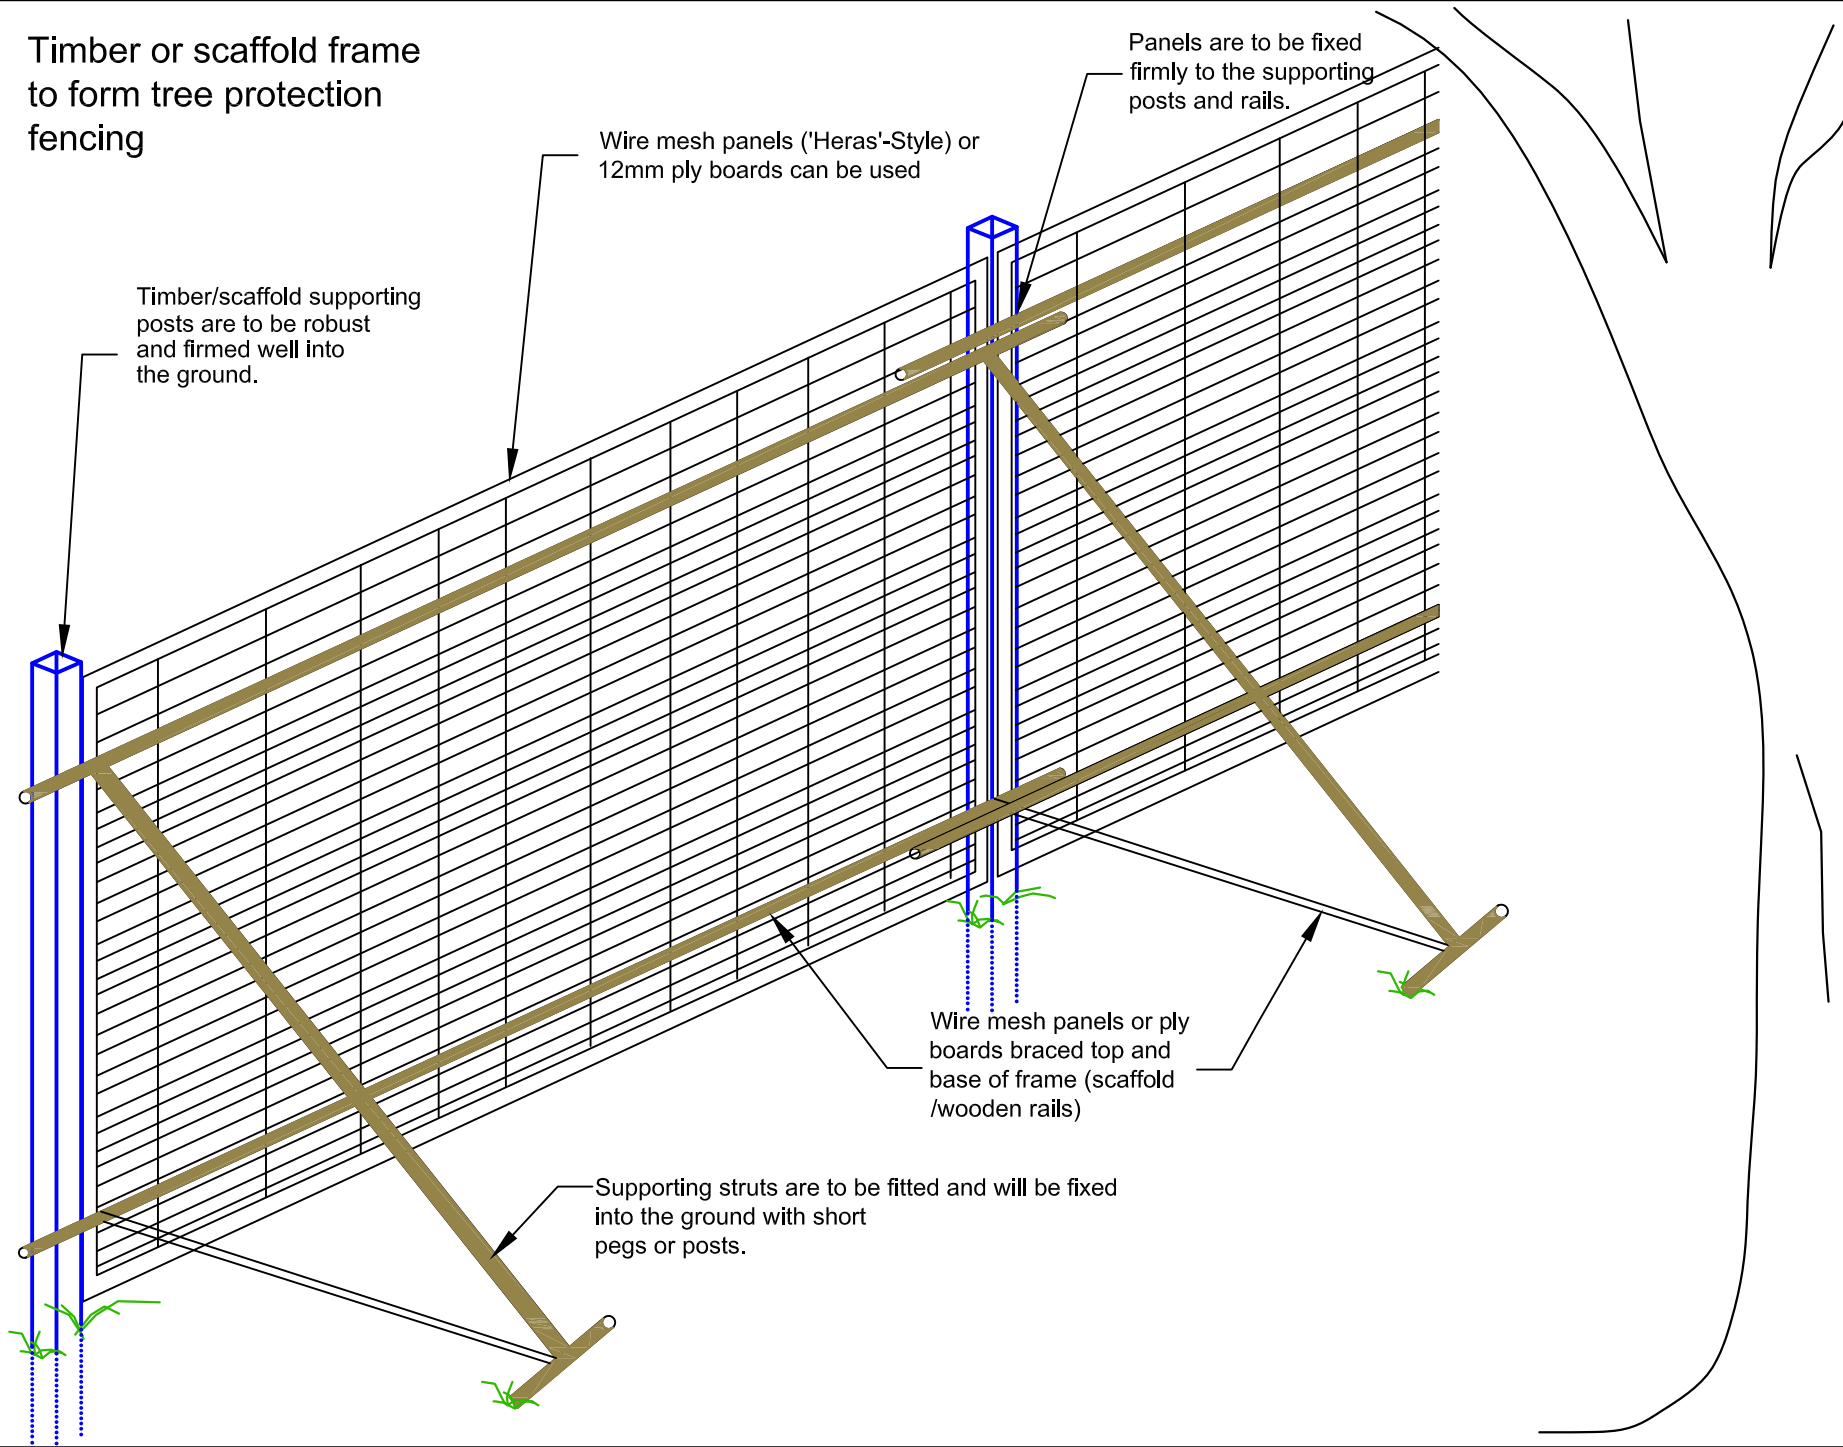 Timber or scaffold frame
to form tree protection
fencing
Panels are to be fixed
firmly to the supporting
posts and rails.
Wire mesh panels ('Heras'-Style) or
12mm ply boards can be used
Timber/scaffold supporting
posts are to be robust
and firmed well into
the ground.
Wire mesh panels or ply
boards braced top and
base of frame (scaffold
/wooden rails)
Supporting struts are to be fitted and will be fixed
into the ground with short
pegs or posts.